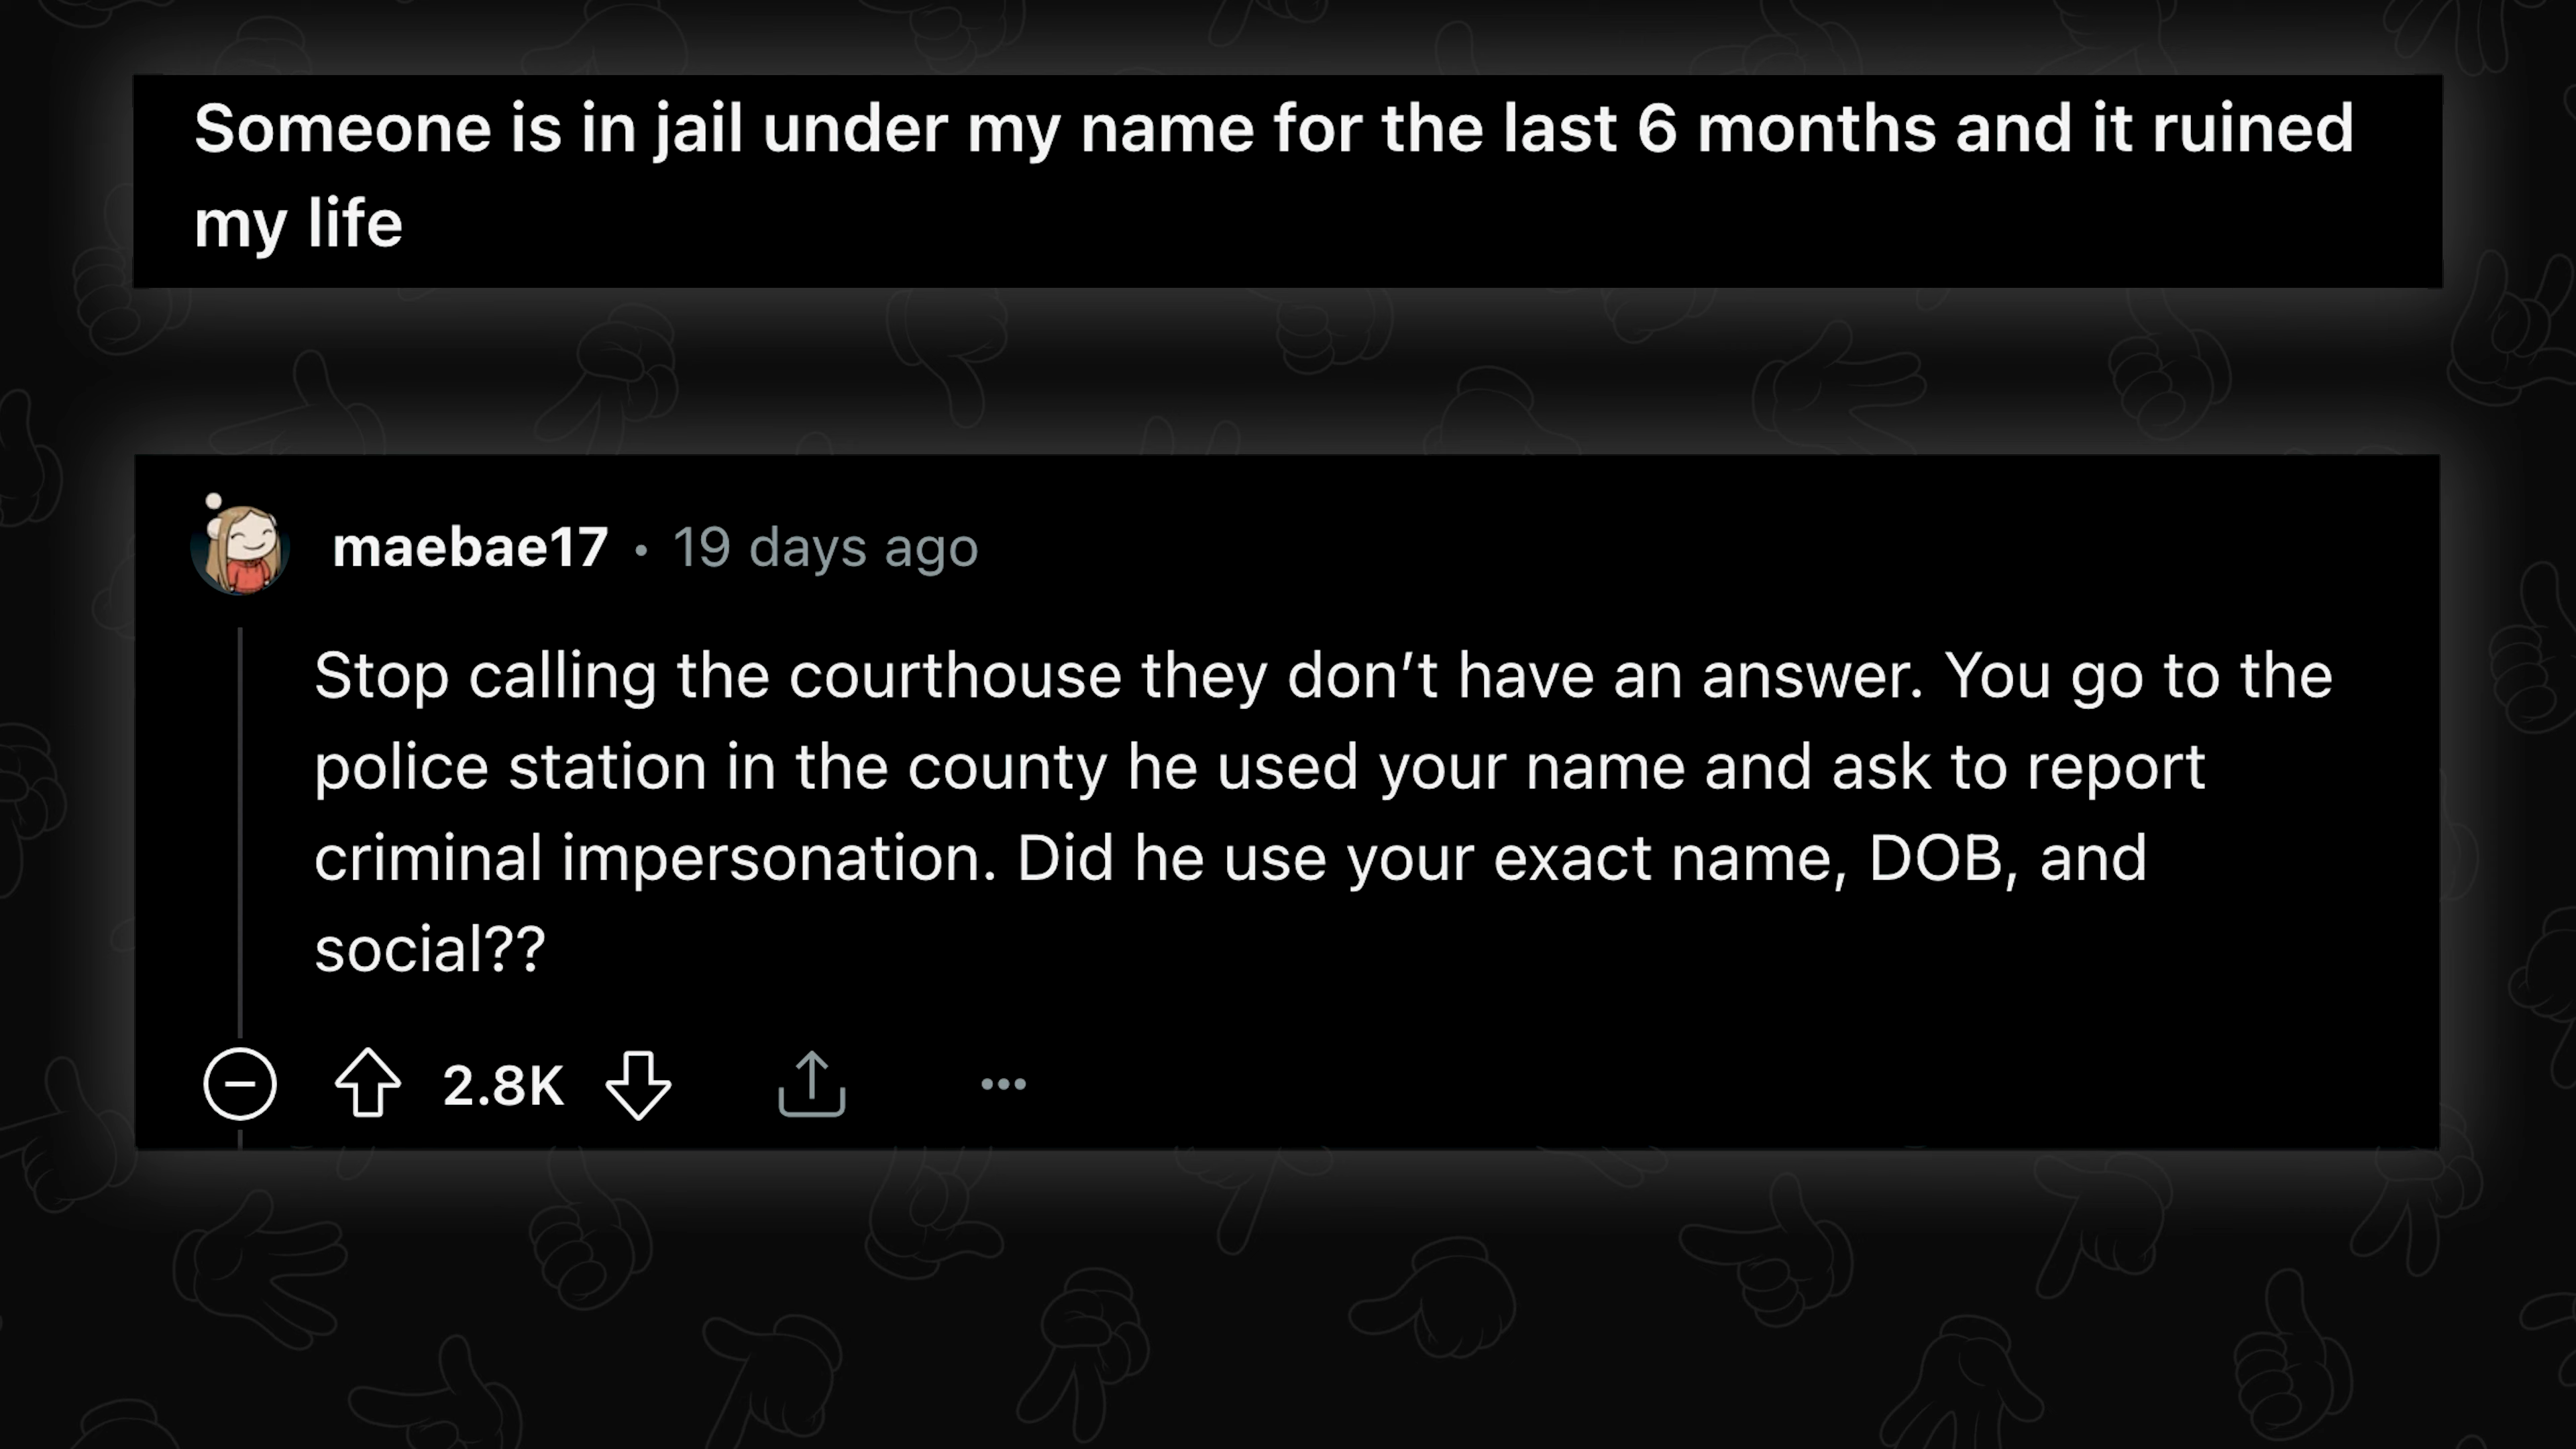 Someone is in jail under my name for the last 6 months and it ruined
my life
maebae17 • 19 days ago
Stop calling the courthouse they don’t have an answer. You go to the
police station in the county he used your name and ask to report
criminal impersonation. Did he use your exact name, DOB, and
social??
2.8K